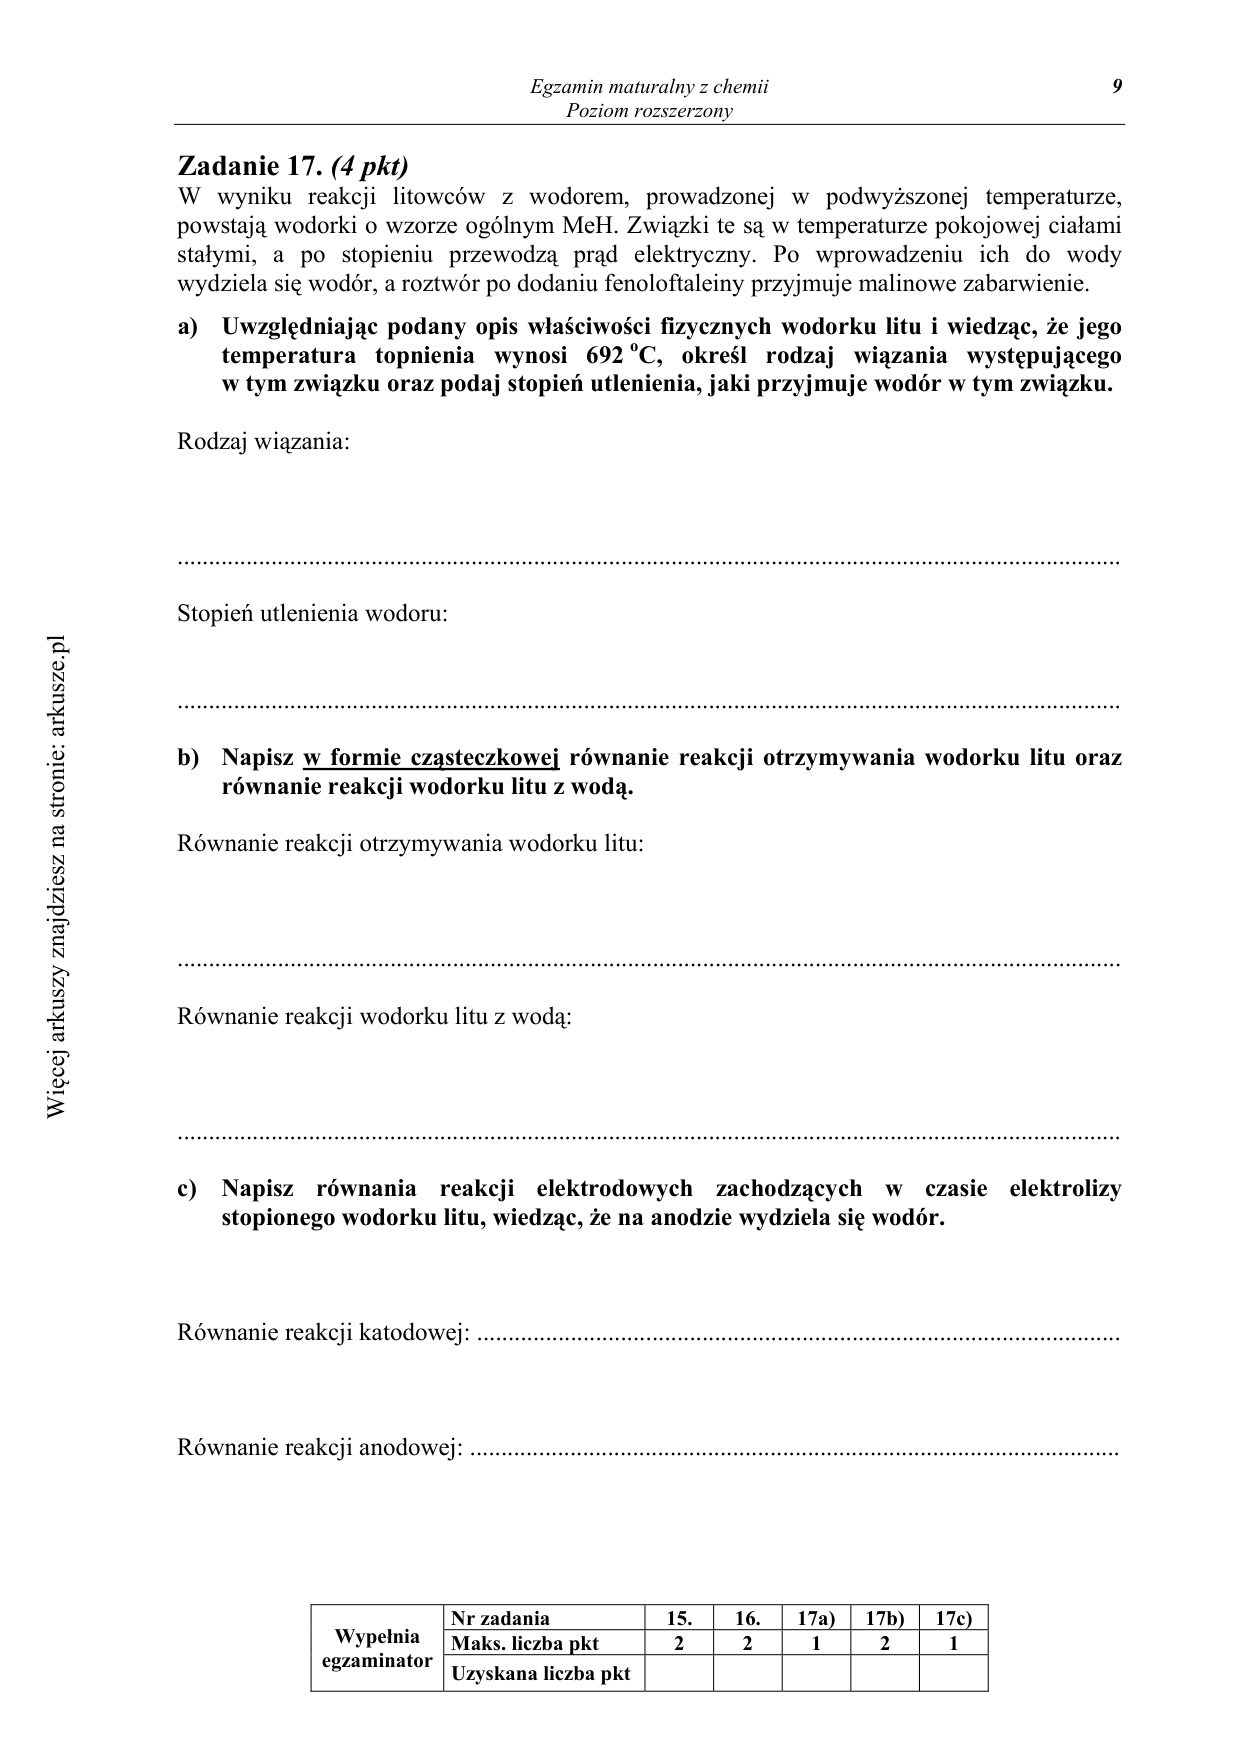 Egzamin maturalny z chemii
9
Poziom rozszerzony
Zadanie 17. (4 pkt)
W wyniku reakcji litowców z wodorem, prowadzonej w podwyższonej temperaturze,
powstają wodorki o wzorze ogólnym MeH. Związki te są w temperaturze pokojowej ciałami
stałymi, a po stopieniu przewodzą prąd elektryczny. Po wprowadzeniu ich do wody
wydziela się wodór, a roztwór po dodaniu fenoloftaleiny przyjmuje malinowe zabarwienie.
a) Uwzględniając podany opis właściwości fizycznych wodorku litu i wiedząc, że jego
temperatura topnienia wynosi 692 °C, określ rodzaj wiązania występującego
w tym związku oraz podaj stopień utlenienia, jaki przyjmuje wodór w tym związku.
Rodzaj wiązania:
.......................................................................................................................................................
Stopień utlenienia wodoru:
.......................................................................................................................................................
b) Napisz w formie cząsteczkowej równanie reakcji otrzymywania wodorku litu oraz
równanie reakcji wodorku litu z wodą.
Równanie reakcji otrzymywania wodorku litu:
.......................................................................................................................................................
Równanie reakcji wodorku litu z wodą:
.......................................................................................................................................................
c) Napisz równania reakcji elektrodowych zachodzących w czasie elektrolizy
stopionego wodorku litu, wiedząc, że na anodzie wydziela się wodór.
Równanie reakcji katodowej: .......................................................................................................
Równanie reakcji anodowej: ........................................................................................................
Wypełnia
egzaminator
Nr zadania 15. 16. 17a) 17b) 17c)
Maks. liczba pkt 2 2 1 2 1
Uzyskana liczba pkt
Więcej arkuszy znajdziesz na stronie: arkusze.pl